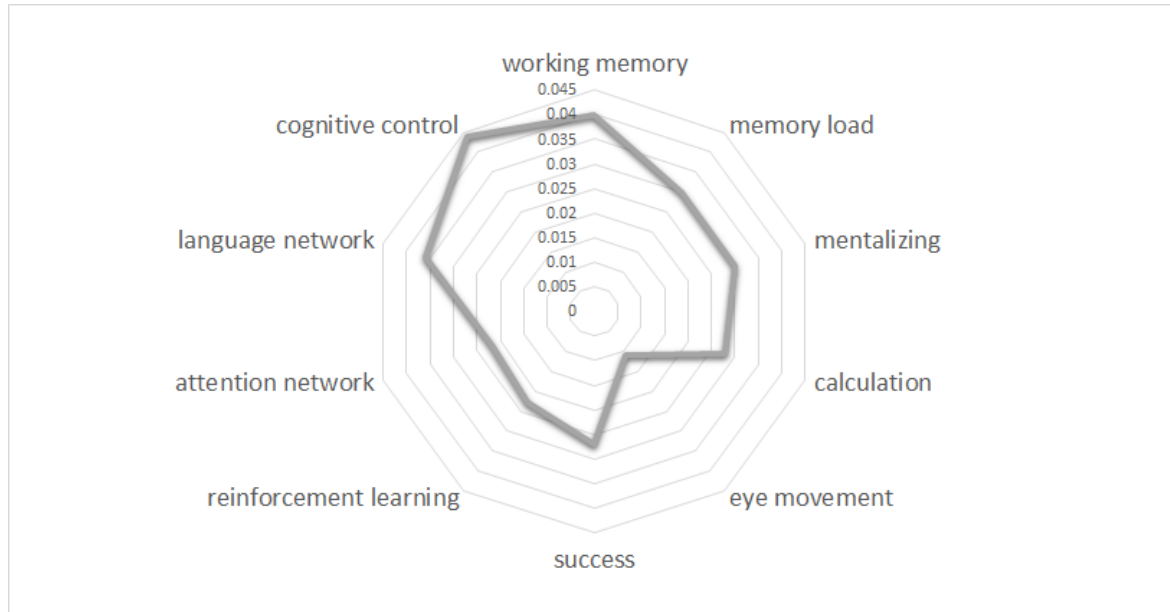 working memory
0.045
cognitive control
0.04
memory load
0.035
0.03
0.025
0.02
language network
mentalizing
0.015
0.01
0.005
0
attention network
calculation
reinforcement learning
eye movement
success